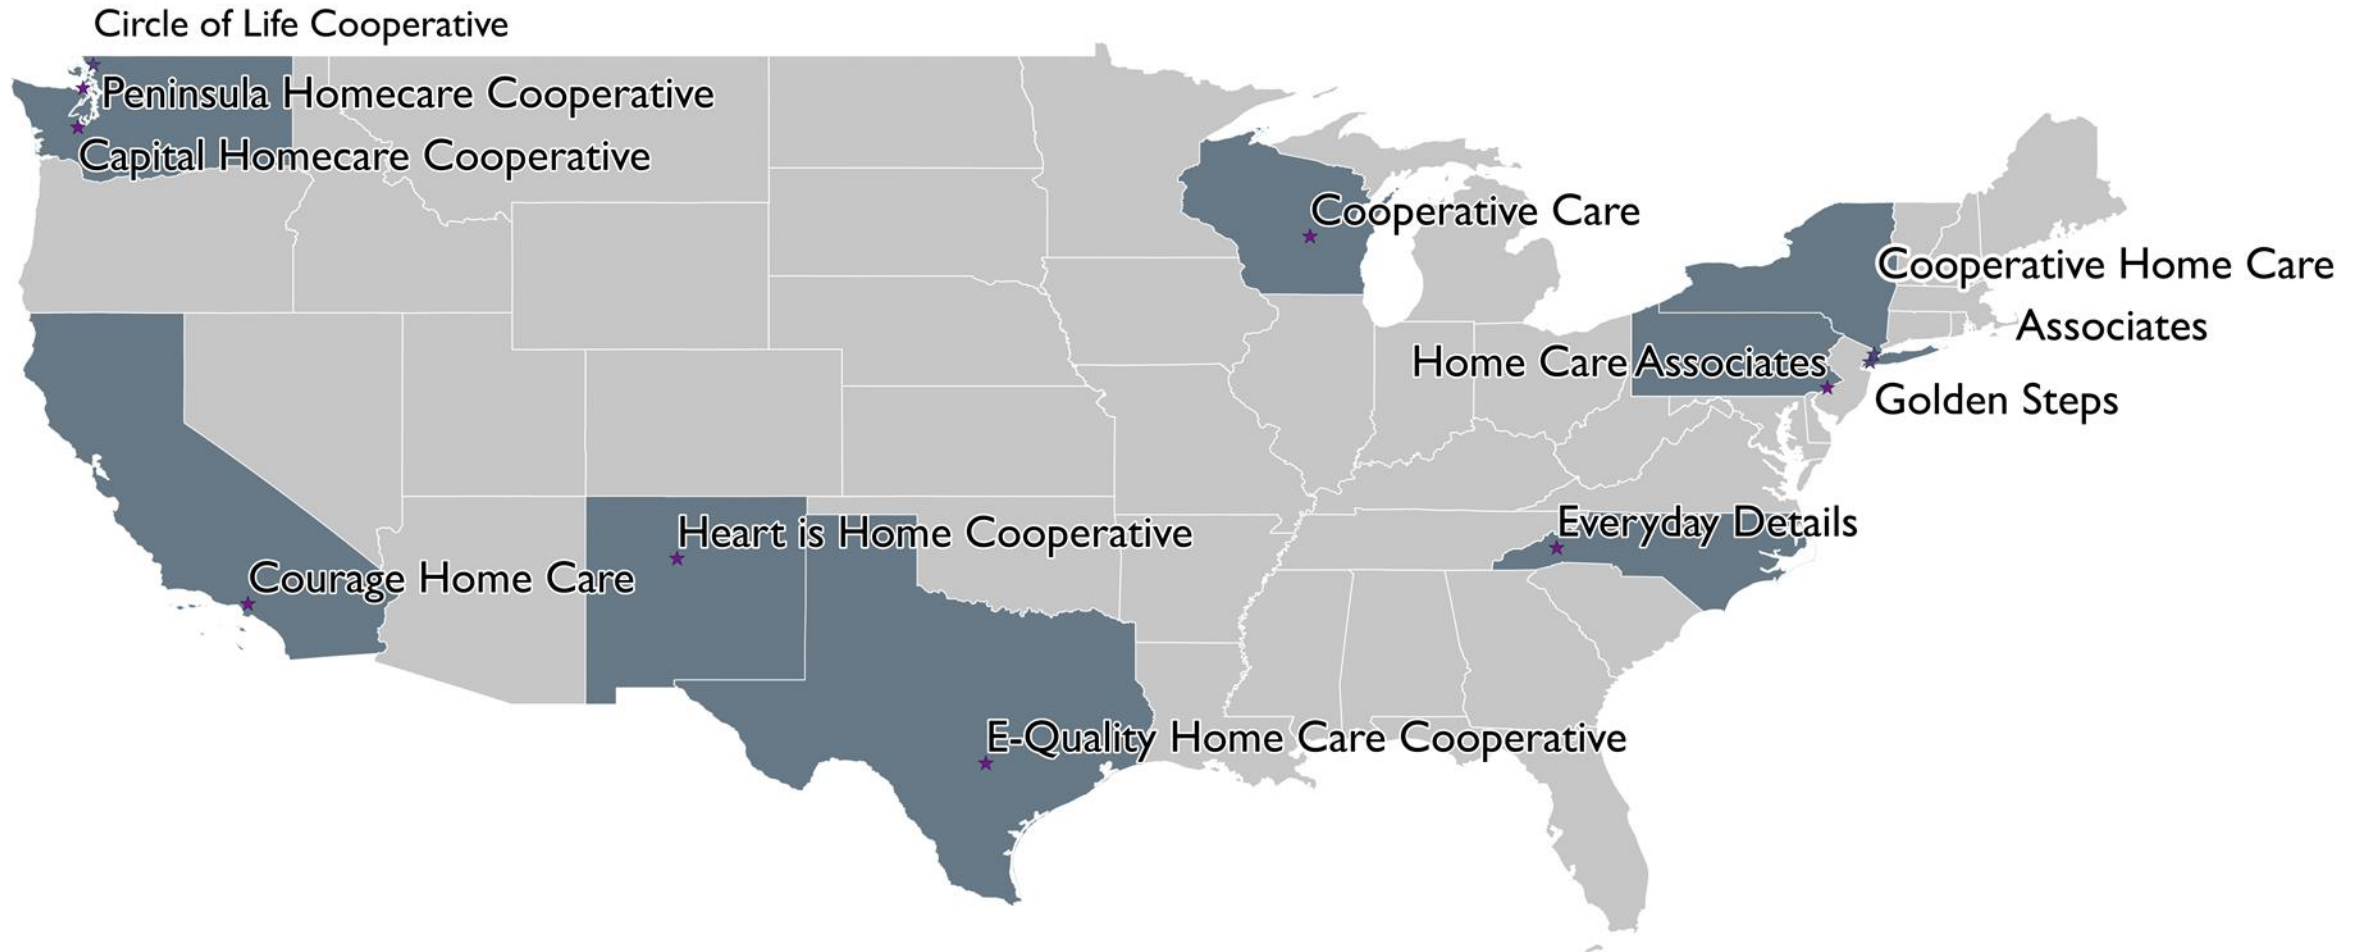 Circle of Life Cooperative
Peninsula Homecare Cooperative
Capital Homecare Cooperative
Cooperative Care
Cooperative Home Care
Associates
Home Care Associates
Golden Steps
Everyday Details
Heart is Home Cooperative
Courage Home Care
E-Quality Home Care Cooperative